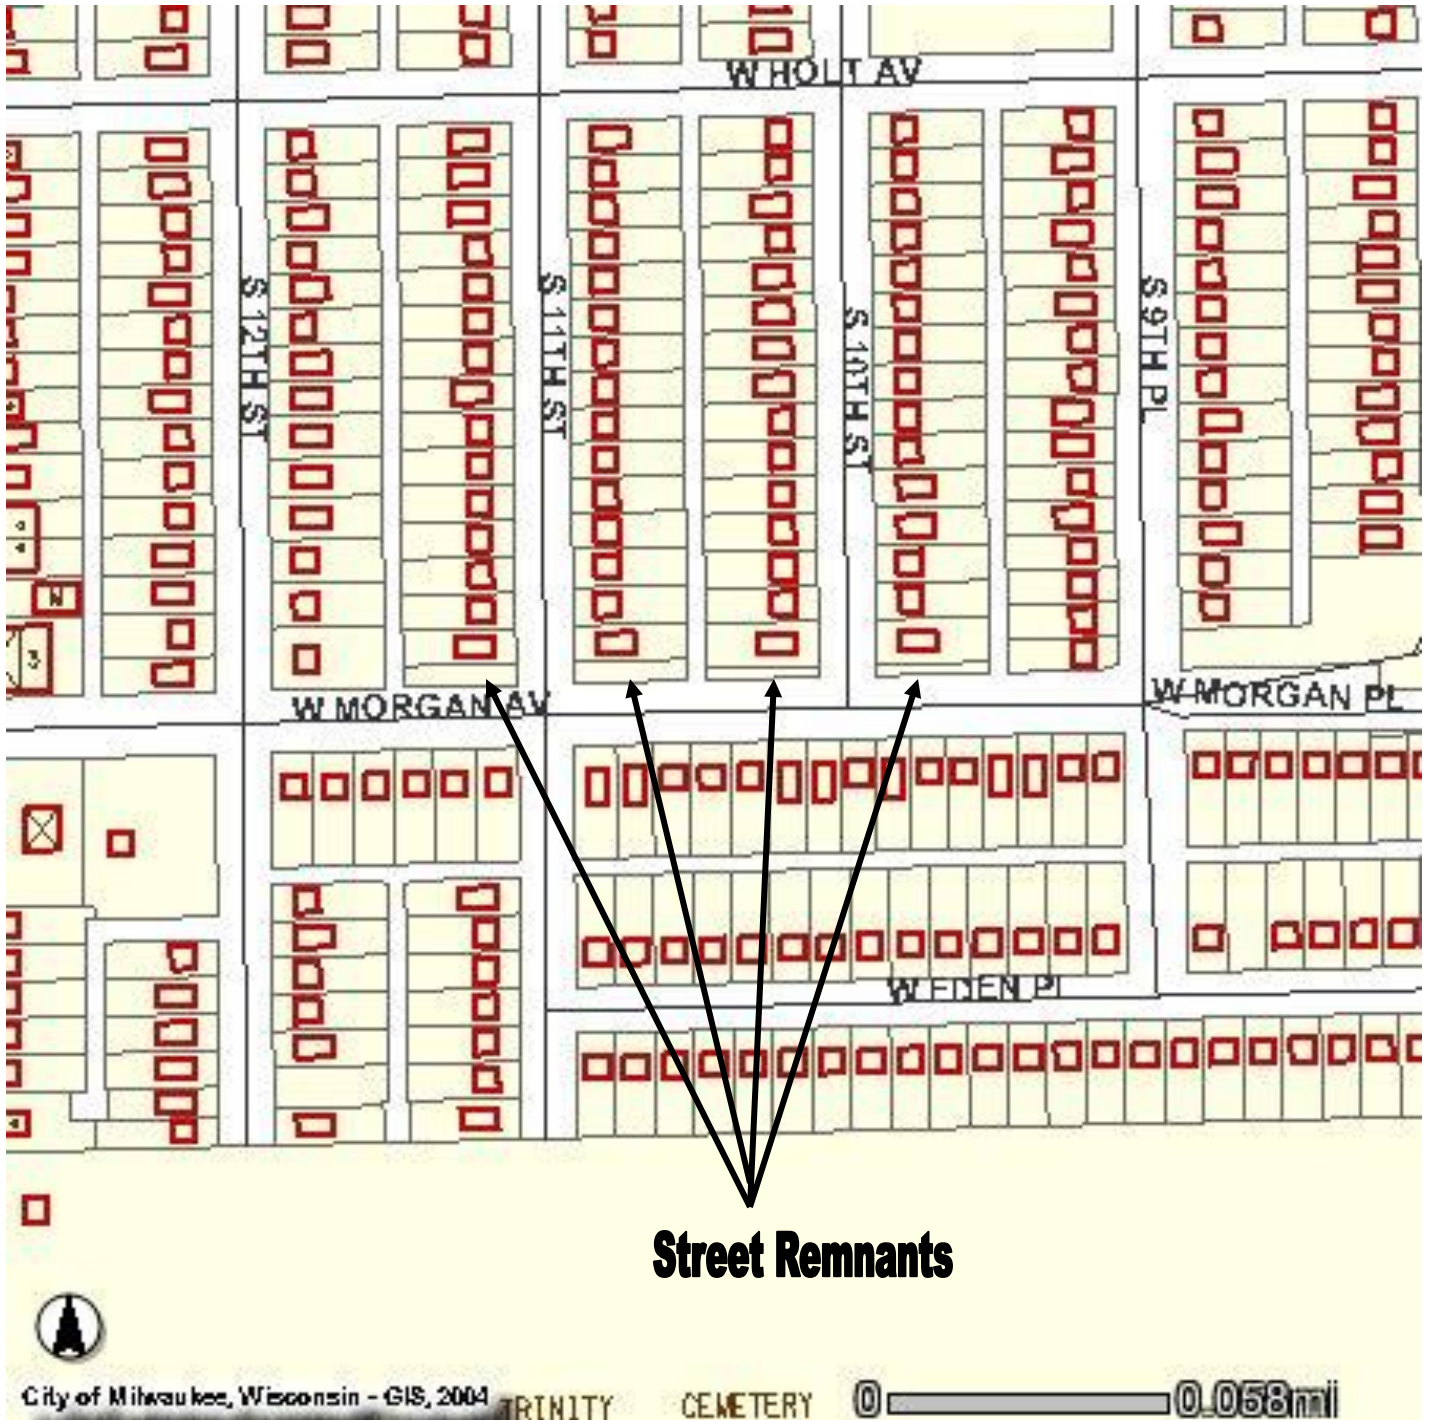 W HOLT AV
S 12TH ST
S 11TH ST
S 10TH ST
S 9TH PL
N
3
W MORGAN AV
W MORGAN PL
W EDEN PL
Street Remnants
City of Milwaukee, Wisconsin - GIS, 2004
TRINITY CEMETERY
0
0.058mi